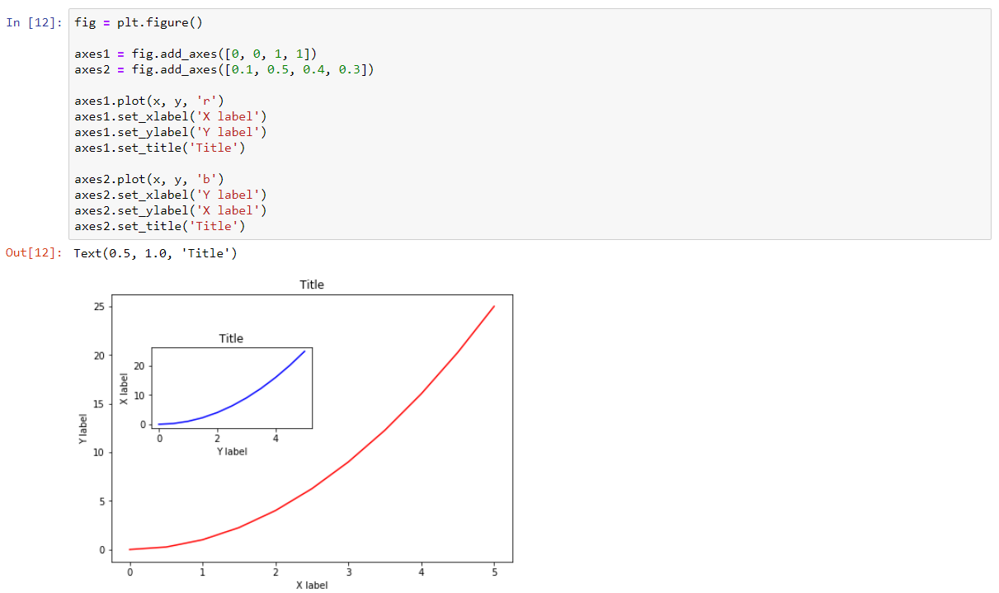 In [12]: fig = plt.figure()
axes1 = fig.add_axes([0, 0, 1, 1])
axes2 = fig.add_axes([0.1, 0.5, 0.4, 0.3])
axes1.plot(x, y, 'r')
axes1.set_xlabel('X label')
axes1.set_ylabel('Y label')
axes1.set_title('Title')
axes2.plot(x, y, 'b')
axes2.set_xlabel('Y label')
axes2.set_ylabel('X label')
axes2.set_title('Title')
Out[12]: Text(0.5, 1.0, 'Title')
Title
25
20
15
10
5
0
Y label
Title
20
10
0
X label
0 2 4
Y label
0 1 2 3 4 5
X label